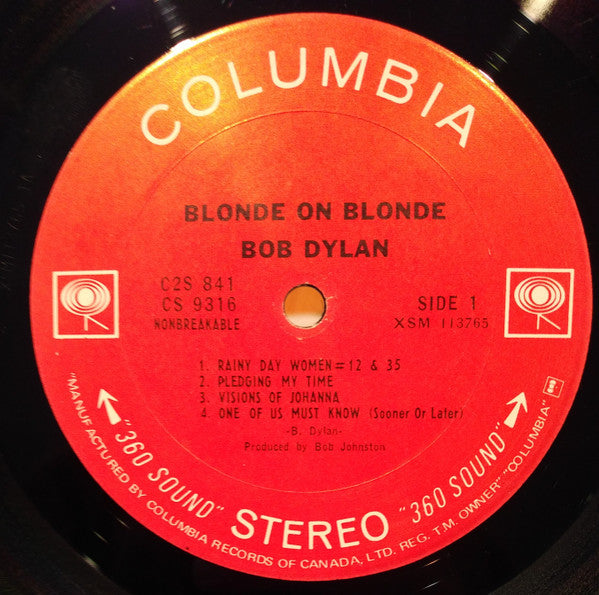 COLUMBIA
BLONDE ON BLONDE
BOB DYLAN
C2S 841
CS 9316
NONBREAKABLE
SIDE 1
XSM 113765
1. RAINY DAY WOMEN=12 & 35
2. PLEDGING MY TIME
3. VISIONS OF JOHANNA
4. ONE OF US MUST KNOW (Sooner Or Later)
-B. Dylan-
Produced by Bob Johnston
"360 SOUND" STEREO "360 SOUND"
"MANUFACTURED BY COLUMBIA RECORDS OF CANADA, LTD. REG. T.M. OWNER" "COLUMBIA"